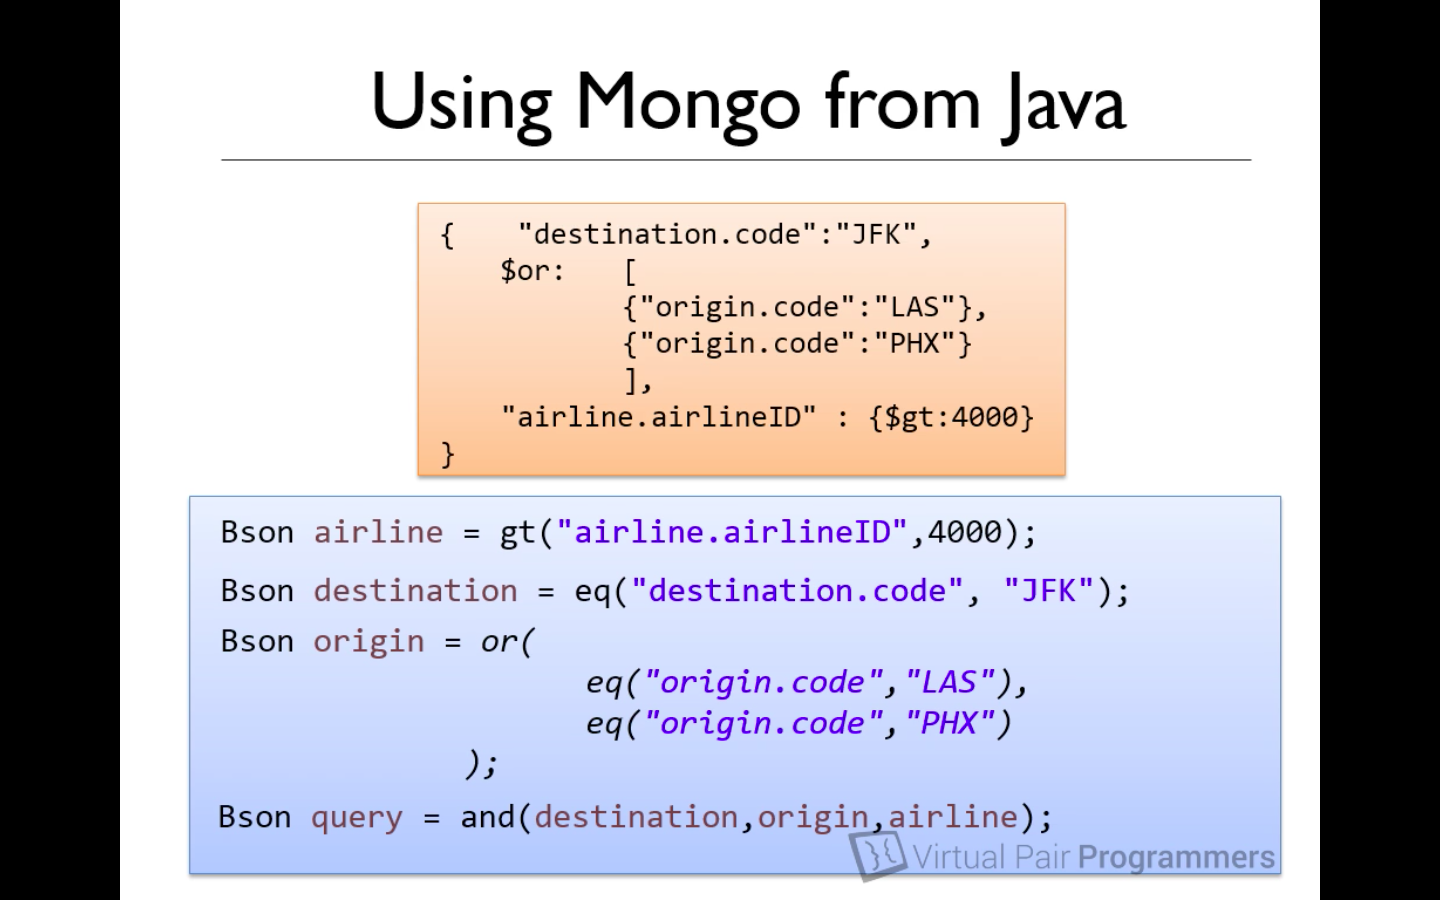 Using Mongo from Java
{    "destination.code":"JFK",
    $or:    [
            {"origin.code":"LAS"},
            {"origin.code":"PHX"}
            ],
    "airline.airlineID" : {$gt:4000}
}
Bson airline = gt("airline.airlineID",4000);
Bson destination = eq("destination.code", "JFK");
Bson origin = or(
                    eq("origin.code","LAS"),
                    eq("origin.code","PHX")
             );
Bson query = and(destination,origin,airline);
Virtual Pair Programmers